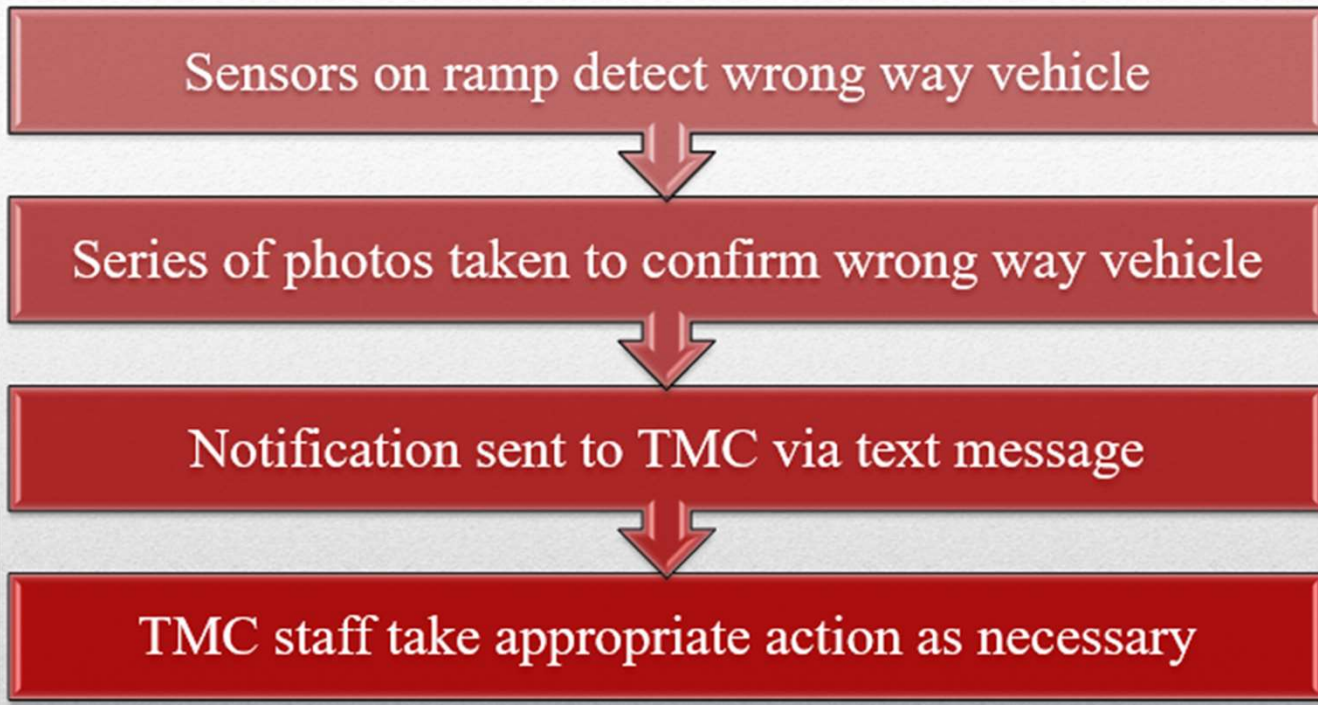 Sensors on ramp detect wrong way vehicle
Series of photos taken to confirm wrong way vehicle
Notification sent to TMC via text message
TMC staff take appropriate action as necessary